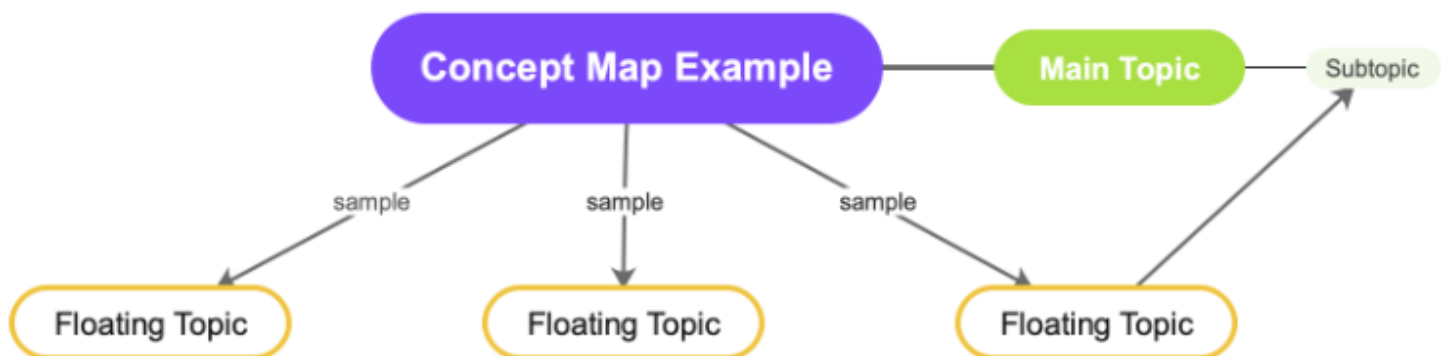 Concept Map Example
Main Topic
Subtopic
sample
sample
sample
Floating Topic
Floating Topic
Floating Topic